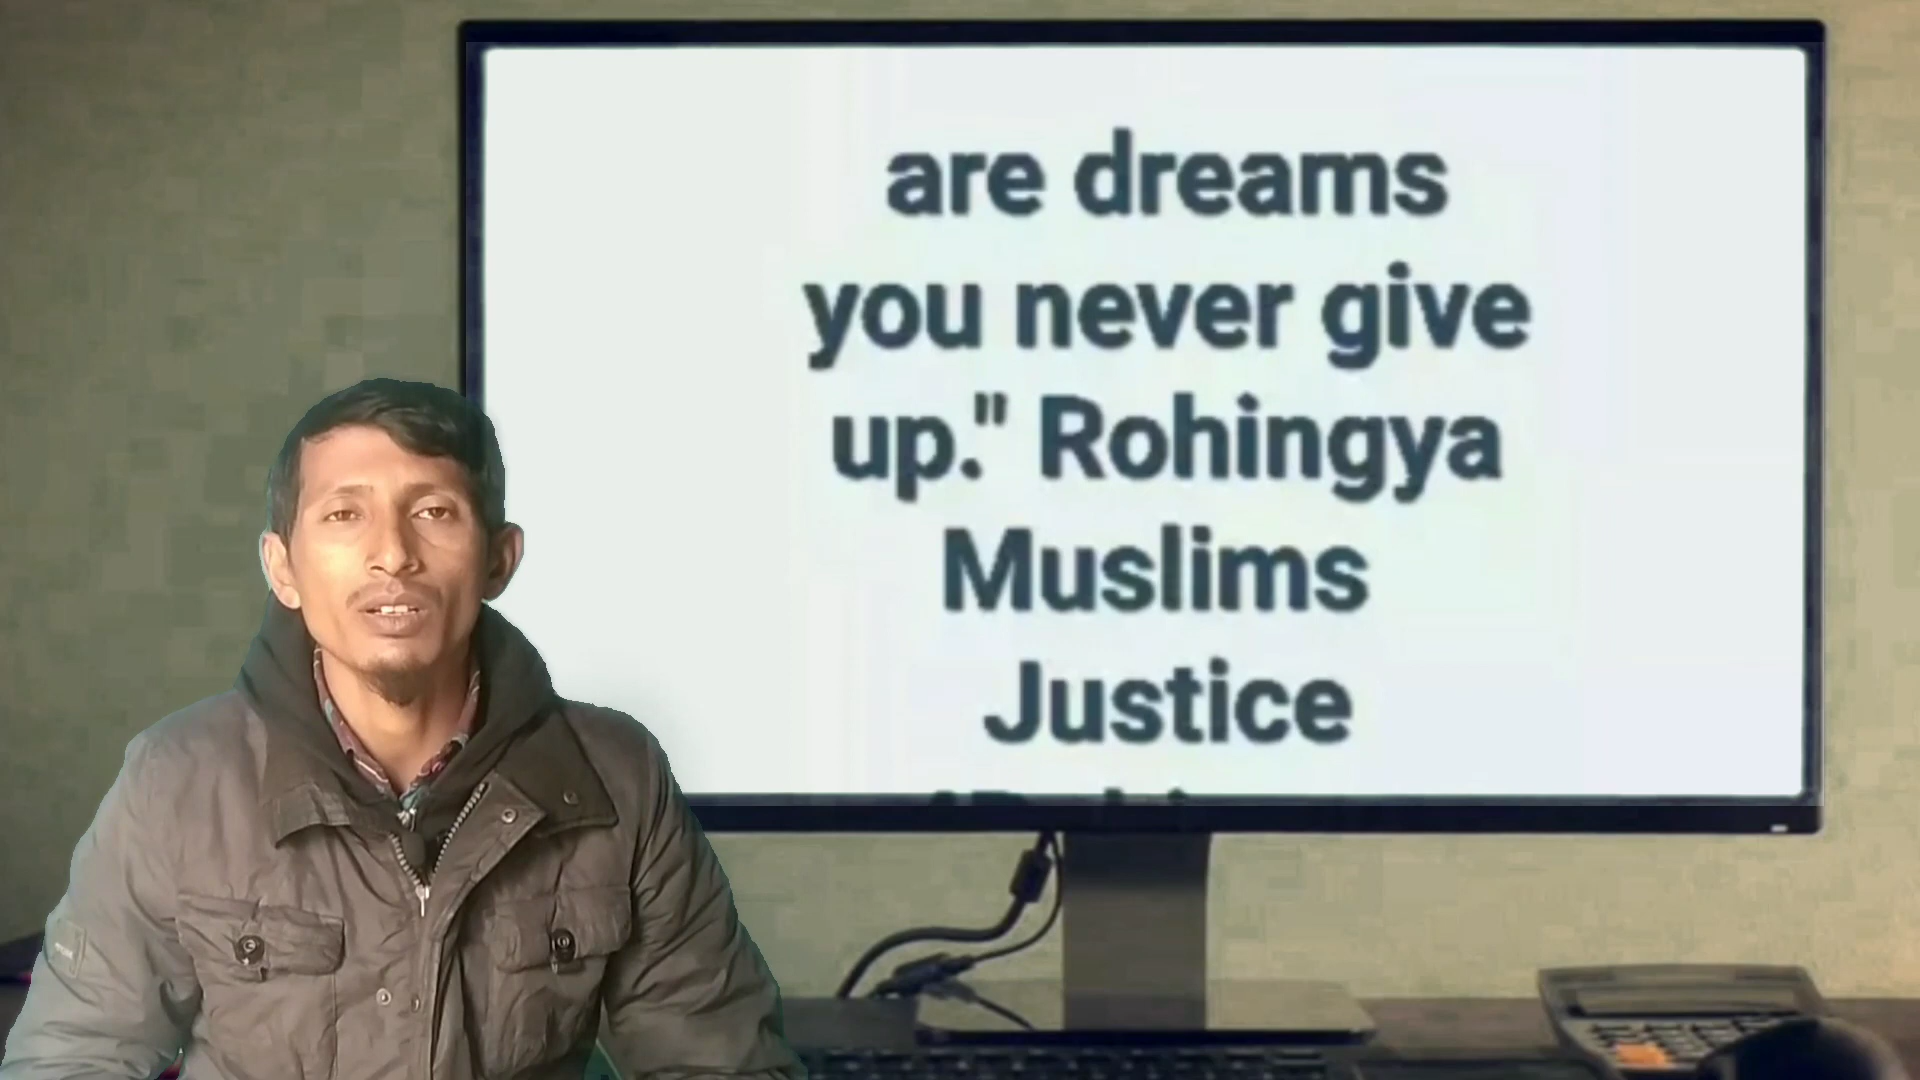 are dreams
you never give
up." Rohingya
Muslims
Justice